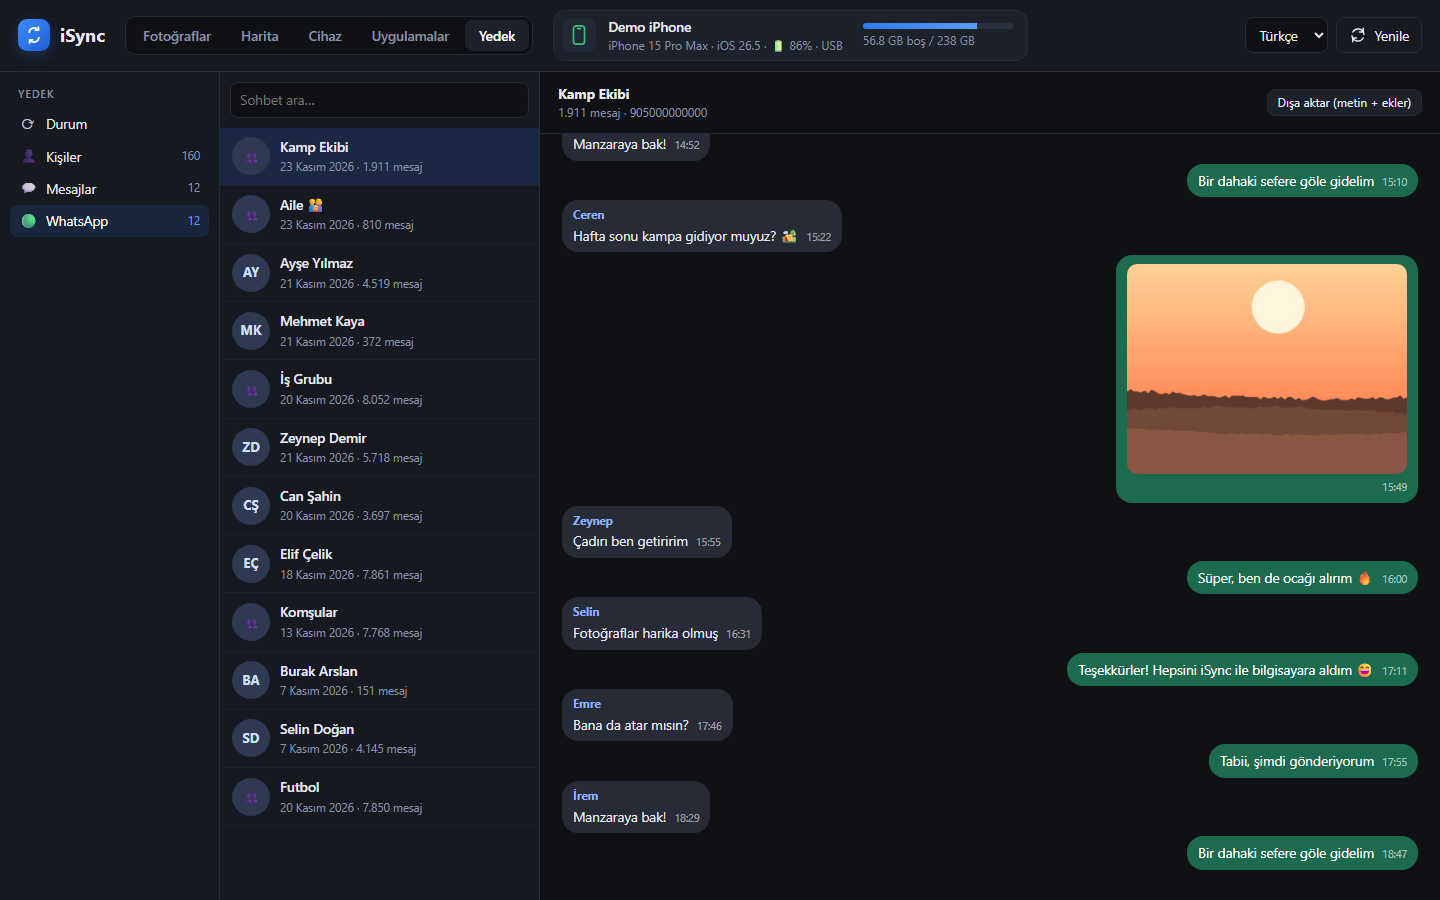 iSync
Fotoğraflar
Harita
Cihaz
Uygulamalar
Yedek
Demo iPhone
iPhone 15 Pro Max · iOS 26.5 · 🔋 86% · USB
56.8 GB boş / 238 GB
Türkçe
Yenile
YEDEK
Durum
Kişiler 160
Mesajlar 12
WhatsApp 12
Sohbet ara...
Kamp Ekibi
23 Kasım 2026 · 1.911 mesaj
Aile
23 Kasım 2026 · 810 mesaj
AY
Ayşe Yılmaz
21 Kasım 2026 · 4.519 mesaj
MK
Mehmet Kaya
21 Kasım 2026 · 372 mesaj
İş Grubu
20 Kasım 2026 · 8.052 mesaj
ZD
Zeynep Demir
21 Kasım 2026 · 5.718 mesaj
CŞ
Can Şahin
20 Kasım 2026 · 3.697 mesaj
EÇ
Elif Çelik
18 Kasım 2026 · 7.861 mesaj
Komşular
13 Kasım 2026 · 7.768 mesaj
BA
Burak Arslan
7 Kasım 2026 · 151 mesaj
SD
Selin Doğan
7 Kasım 2026 · 4.145 mesaj
Futbol
20 Kasım 2026 · 7.850 mesaj
Kamp Ekibi
1.911 mesaj · 905000000000
Dışa aktar (metin + ekler)
Manzaraya bak! 14:52
Bir dahaki sefere göle gidelim 15:10
Ceren
Hafta sonu kampa gidiyor muyuz? 🏕️ 15:22
15:49
Zeynep
Çadırı ben getiririm 15:55
Süper, ben de ocağı alırım 🔥 16:00
Selin
Fotoğraflar harika olmuş 16:31
Teşekkürler! Hepsini iSync ile bilgisayara aldım 😄 17:11
Emre
Bana da atar mısın? 17:46
Tabii, şimdi gönderiyorum 17:55
İrem
Manzaraya bak! 18:29
Bir dahaki sefere göle gidelim 18:47